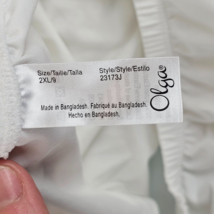 Size/Taille/Talla Style/Style/Estilo
2XL/9 23173J
Made in Bangladesh. Fabriqué au Bangladesh.
Hecho en Bangladesh.
Olga®